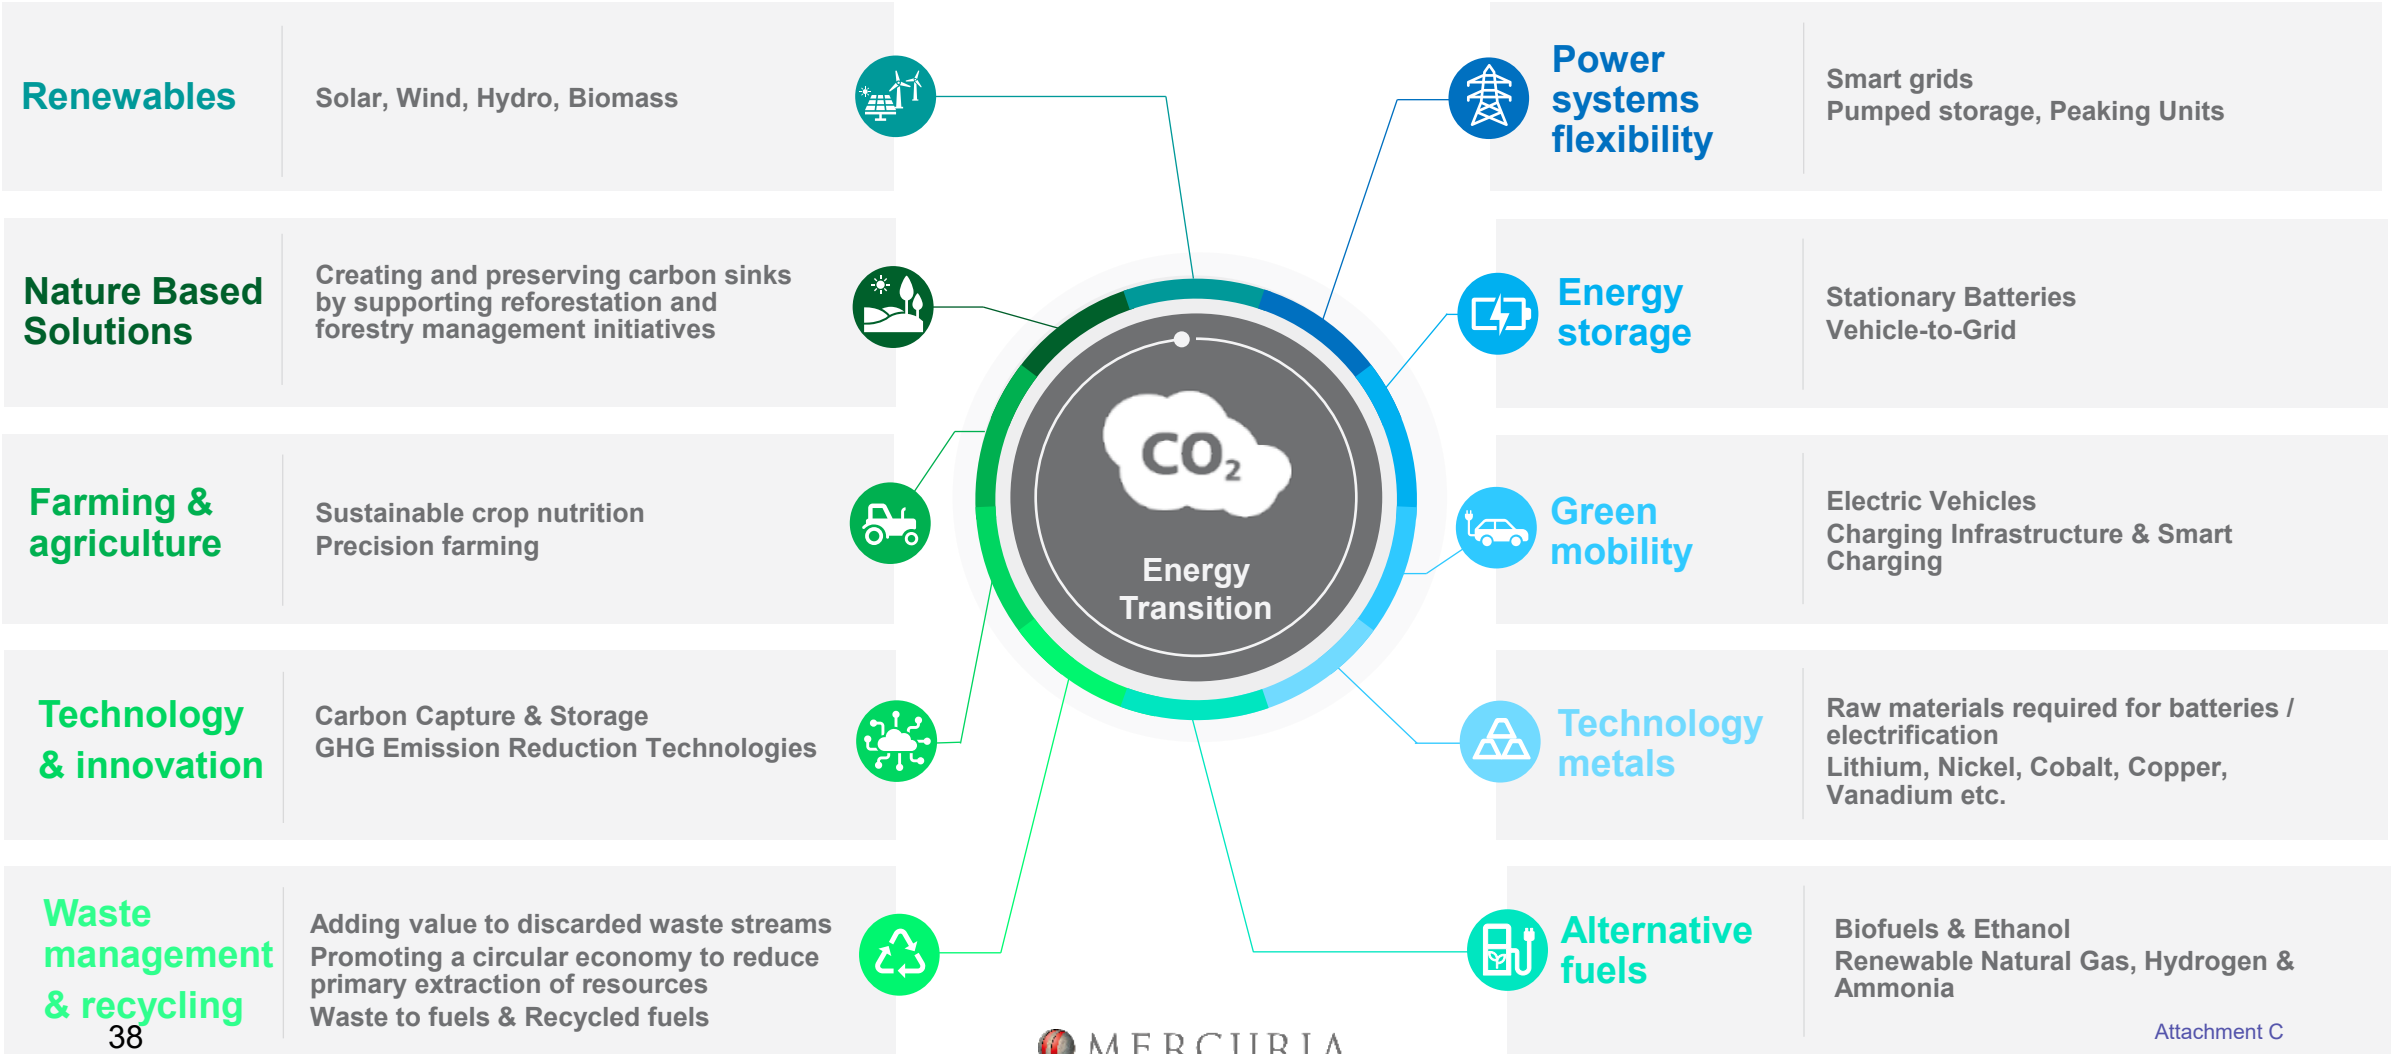 Renewables
Solar, Wind, Hydro, Biomass
Nature Based
Solutions
Creating and preserving carbon sinks
by supporting reforestation and
forestry management initiatives
Farming &
agriculture
Sustainable crop nutrition
Precision farming
Technology
& innovation
Carbon Capture & Storage
GHG Emission Reduction Technologies
Waste
management
& recycling
Adding value to discarded waste streams
Promoting a circular economy to reduce
primary extraction of resources
Waste to fuels & Recycled fuels
CO₂
Energy
Transition
Power
systems
flexibility
Smart grids
Pumped storage, Peaking Units
Energy
storage
Stationary Batteries
Vehicle-to-Grid
Green
mobility
Electric Vehicles
Charging Infrastructure & Smart
Charging
Technology
metals
Raw materials required for batteries /
electrification
Lithium, Nickel, Cobalt, Copper,
Vanadium etc.
Alternative
fuels
Biofuels & Ethanol
Renewable Natural Gas, Hydrogen &
Ammonia
38
MERCURIA
Attachment C